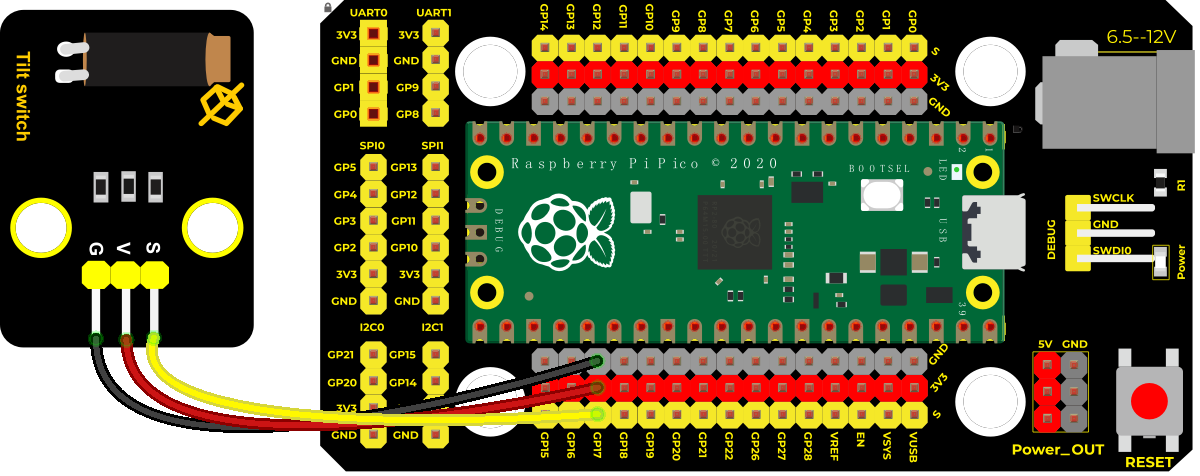 Tilt switch
G V S
UART0 UART1
3V3 3V3
GND GND
GP1 GP9
GP0 GP8
SPI0 SPI1
GP5 GP13
GP4 GP12
GP3 GP11
GP2 GP10
3V3 3V3
GND GND
I2C0 I2C1
GP21 GP15
GP20 GP14
3V3
GND GND
GP14 GP13 GP12 GP11 GP10 GP9 GP8 GP7 GP6 GP5 GP4 GP3 GP2 GP1 GP0
S
3V3
GND
Raspberry Pi Pico © 2020
BOOTSEL
LED
2 1
DEBUG
USB
39
GND
3V3
S
GP15 GP16 GP17 GP18 GP19 GP20 GP21 GP22 GP26 GP27 GP28 VREF EN VSYS VUSB
6.5--12V
R1
DEBUG
SWCLK
GND
SWDI0
Power
5V GND
Power_OUT
RESET